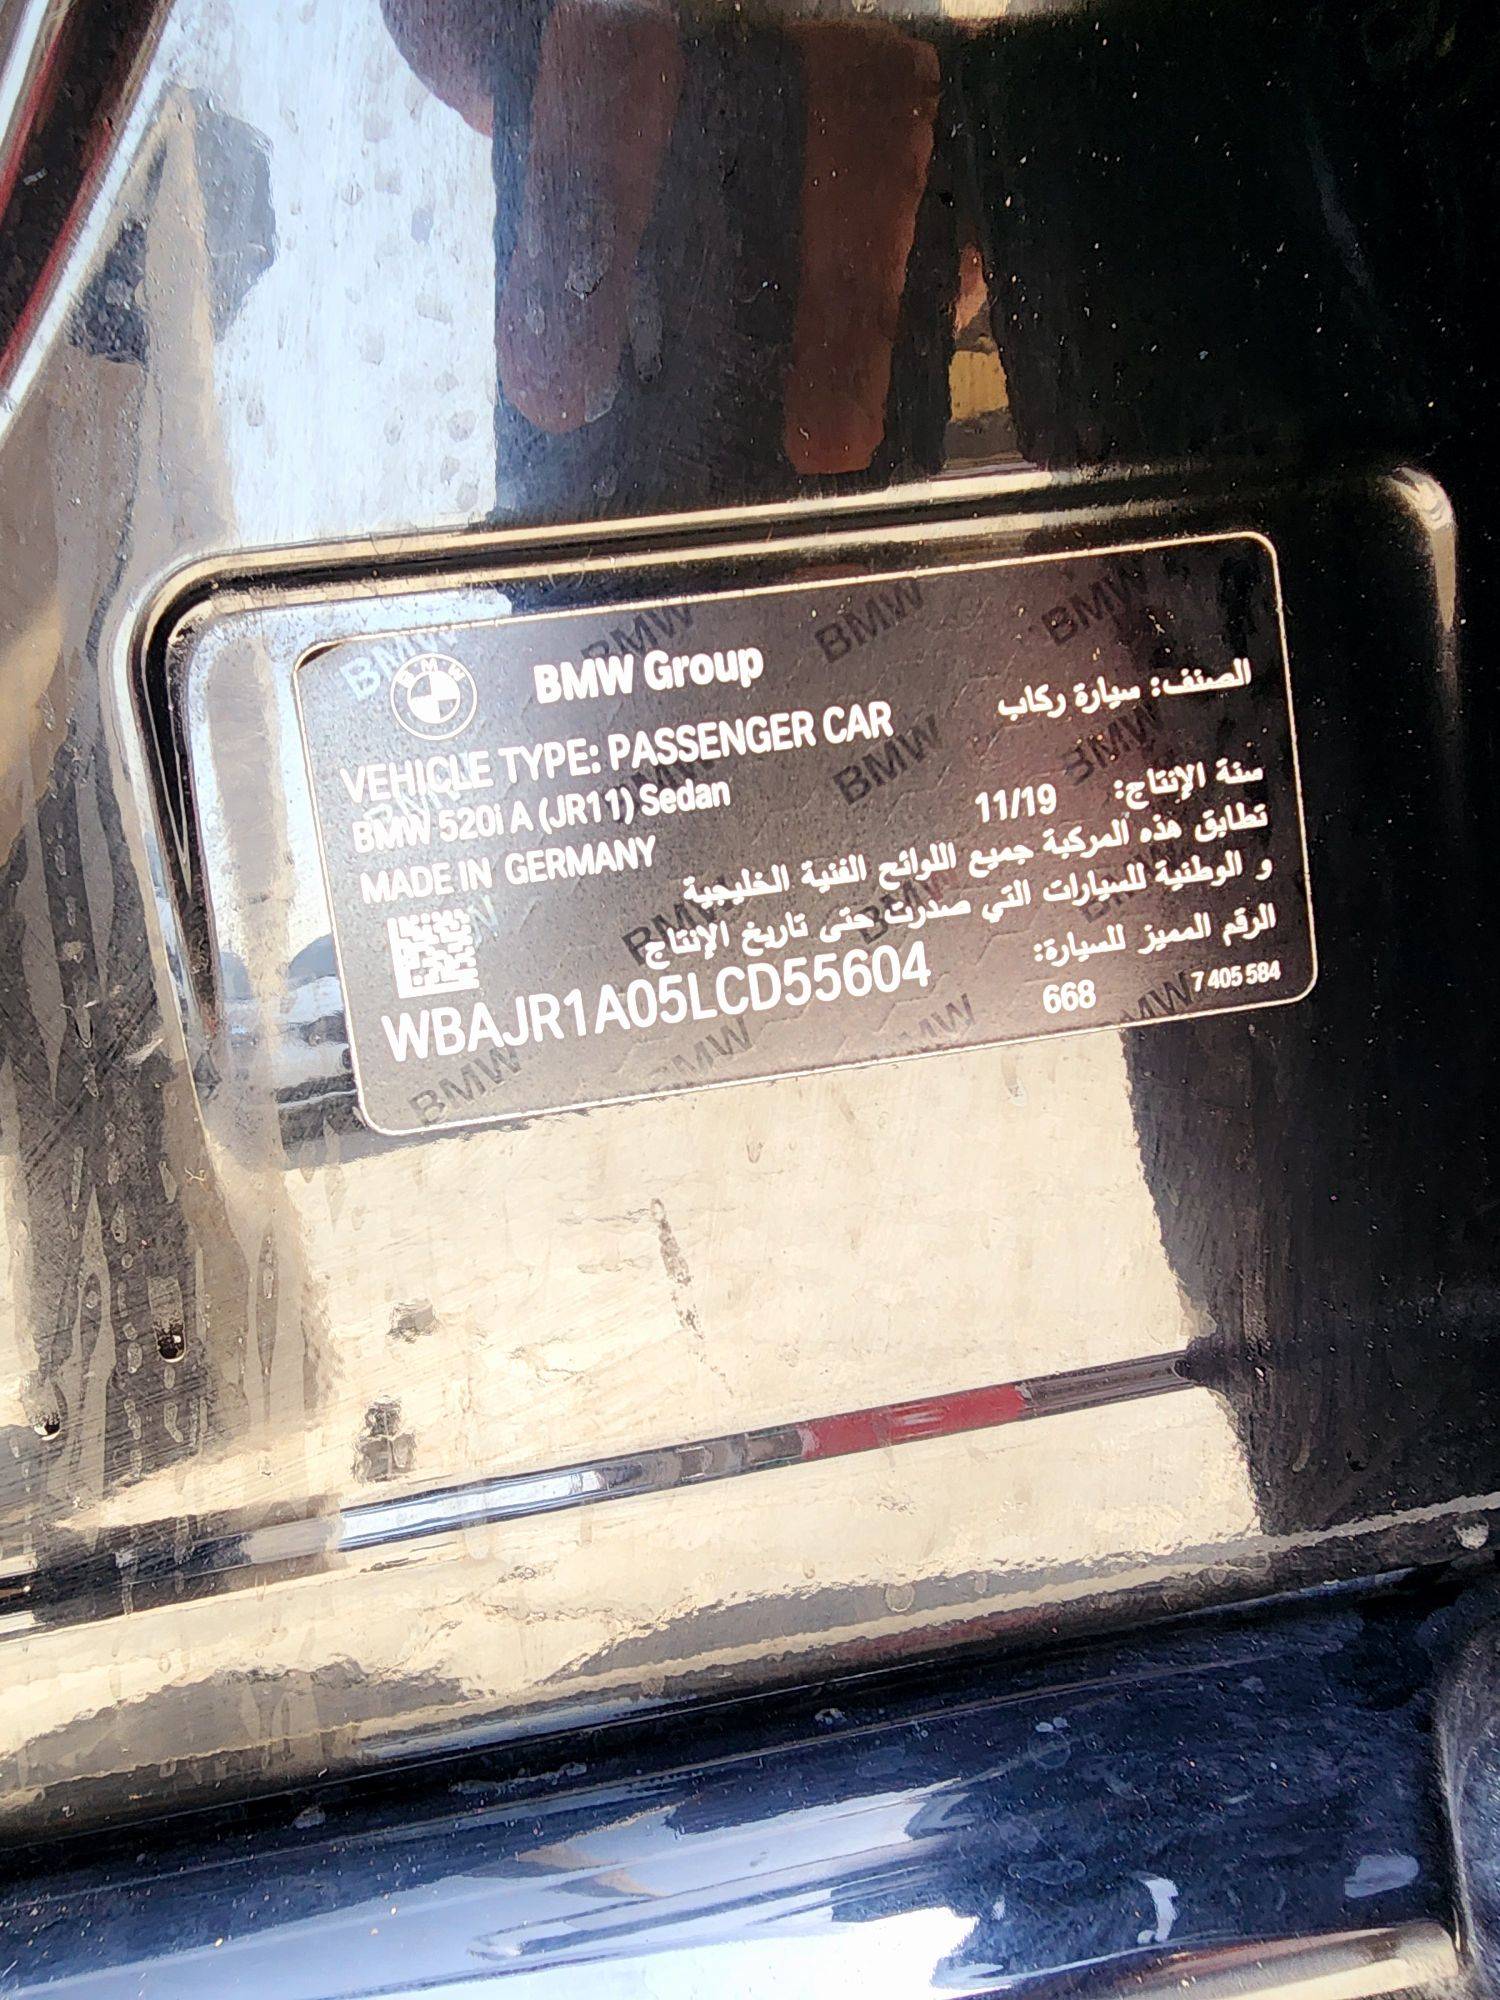 BMW Group
الصنف: سيارة ركاب
VEHICLE TYPE: PASSENGER CAR
BMW 520i A (JR11) Sedan
سنة الإنتاج: 11/19
MADE IN GERMANY
تطابق هذه المركبة جميع اللوائح الفنية الخليجية
و الوطنية للسيارات التي صدرت حتى تاريخ الإنتاج
الرقم المميز للسيارة:
WBAJR1A05LCD55604
668
7 405 584